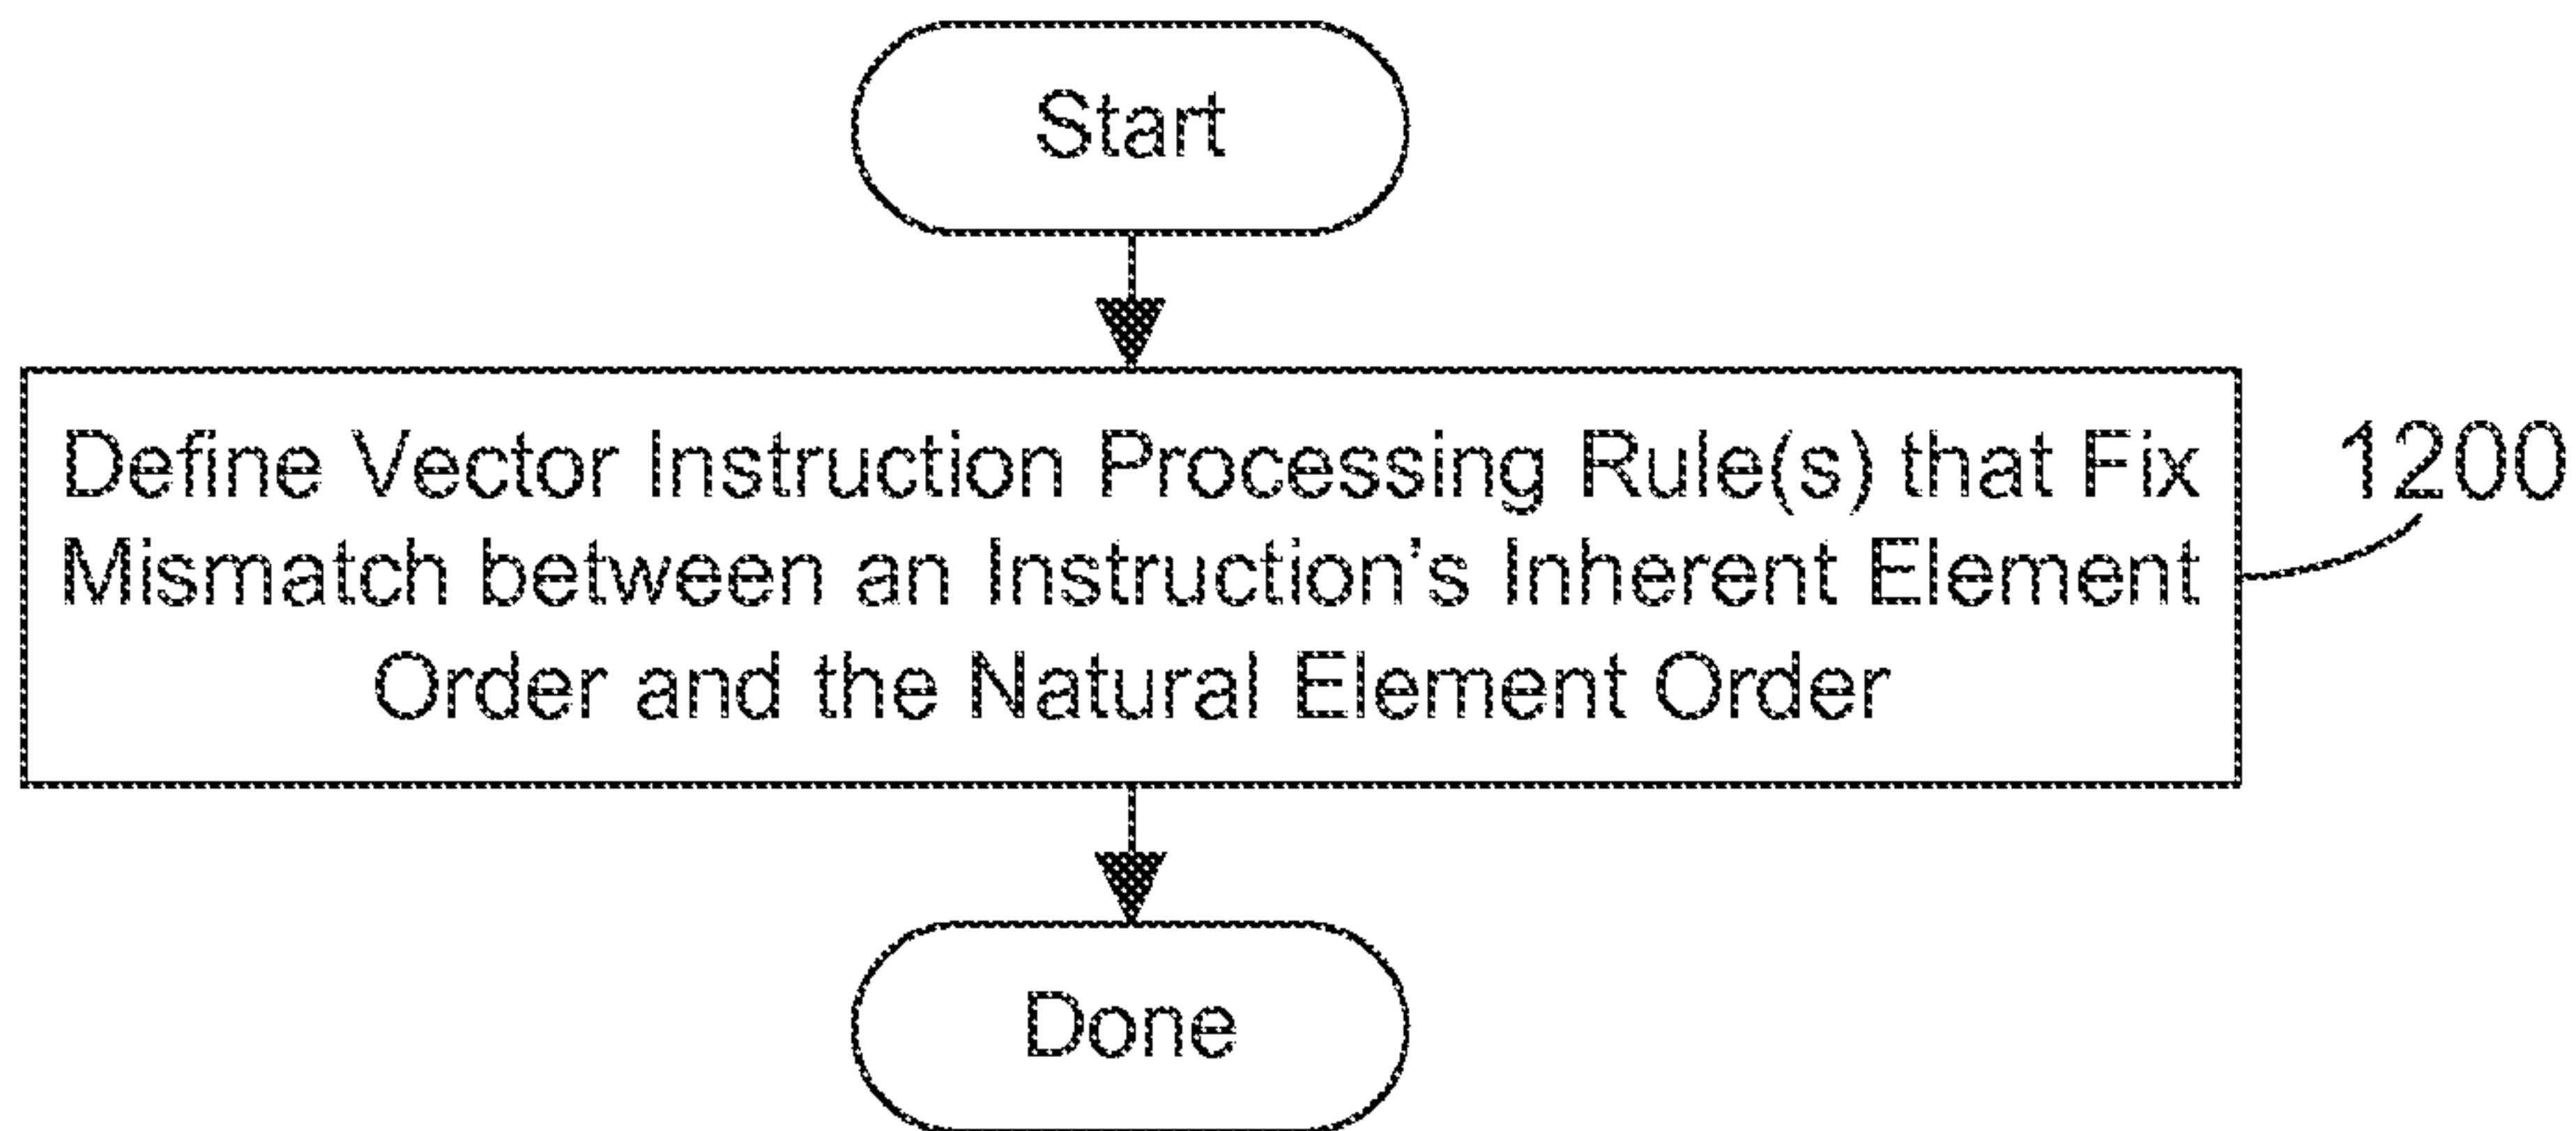 Start
Define Vector Instruction Processing Rule(s) that Fix
Mismatch between an Instruction's Inherent Element
Order and the Natural Element Order
1200
Done